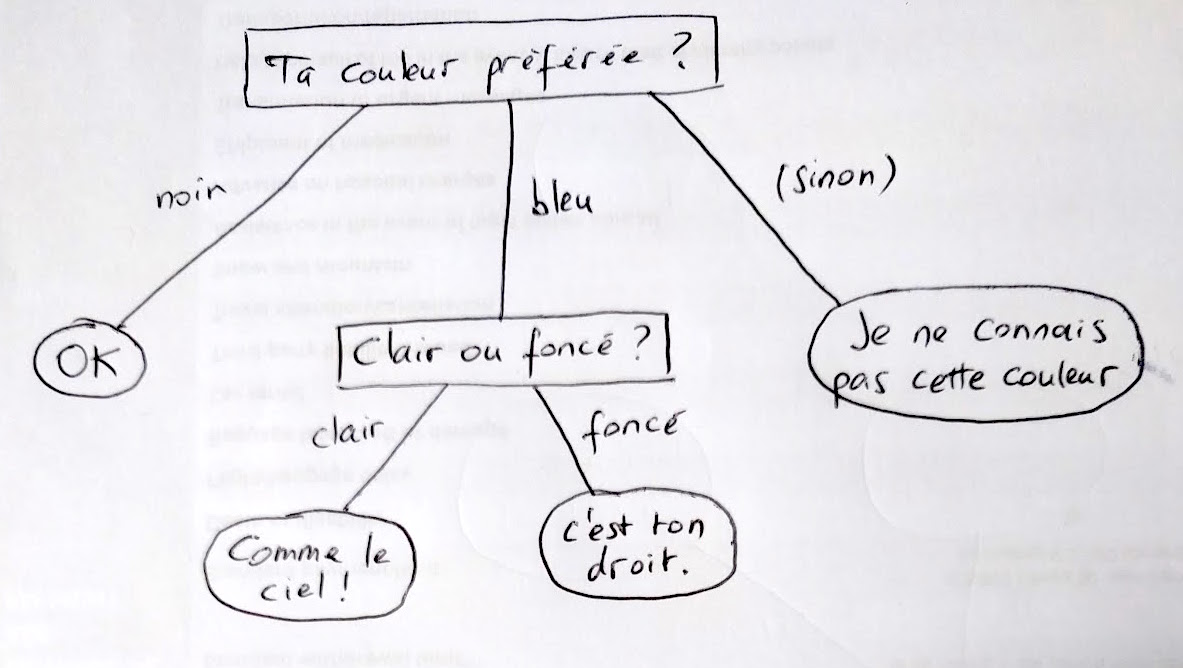 Ta couleur préférée ?
noir
bleu
(sinon)
OK
Clair ou foncé ?
Je ne connais
pas cette couleur
clair
foncé
Comme le
ciel !
c'est ton
droit.